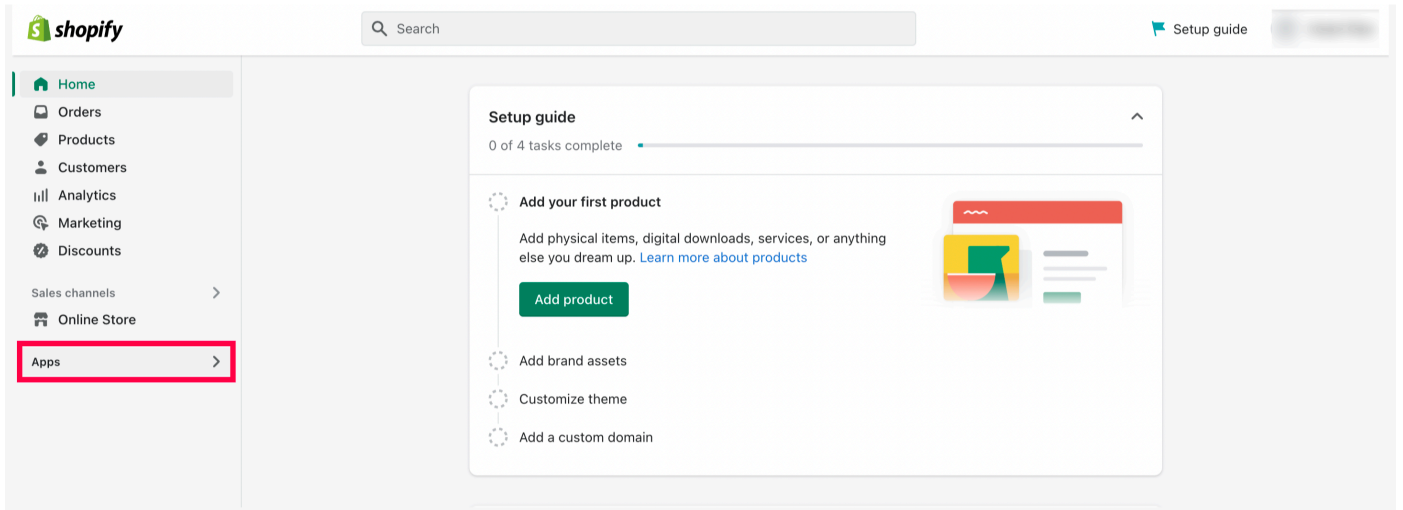 shopify
Search
Setup guide
Home
Orders
Products
Customers
Analytics
Marketing
Discounts
Sales channels
Online Store
Apps
Setup guide
0 of 4 tasks complete
Add your first product
Add physical items, digital downloads, services, or anything
else you dream up. Learn more about products
Add product
Add brand assets
Customize theme
Add a custom domain